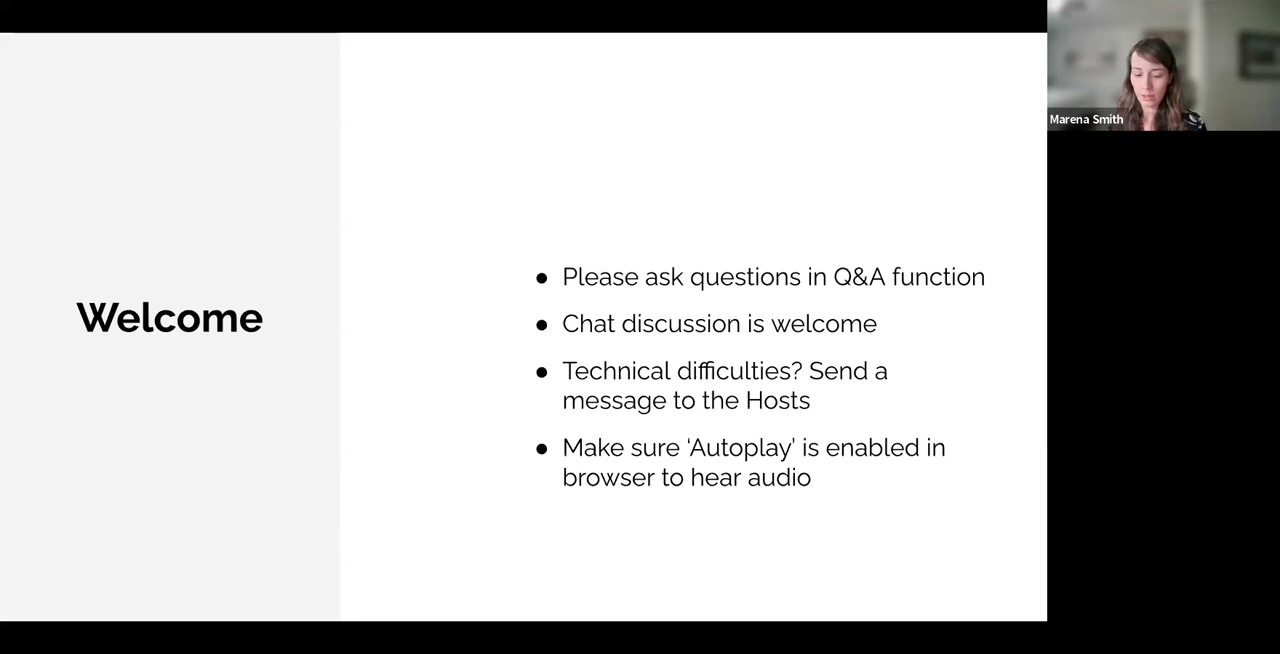 Welcome
Please ask questions in Q&A function
Chat discussion is welcome
Technical difficulties? Send a
message to the Hosts
Make sure ‘Autoplay’ is enabled in
browser to hear audio
Marena Smith